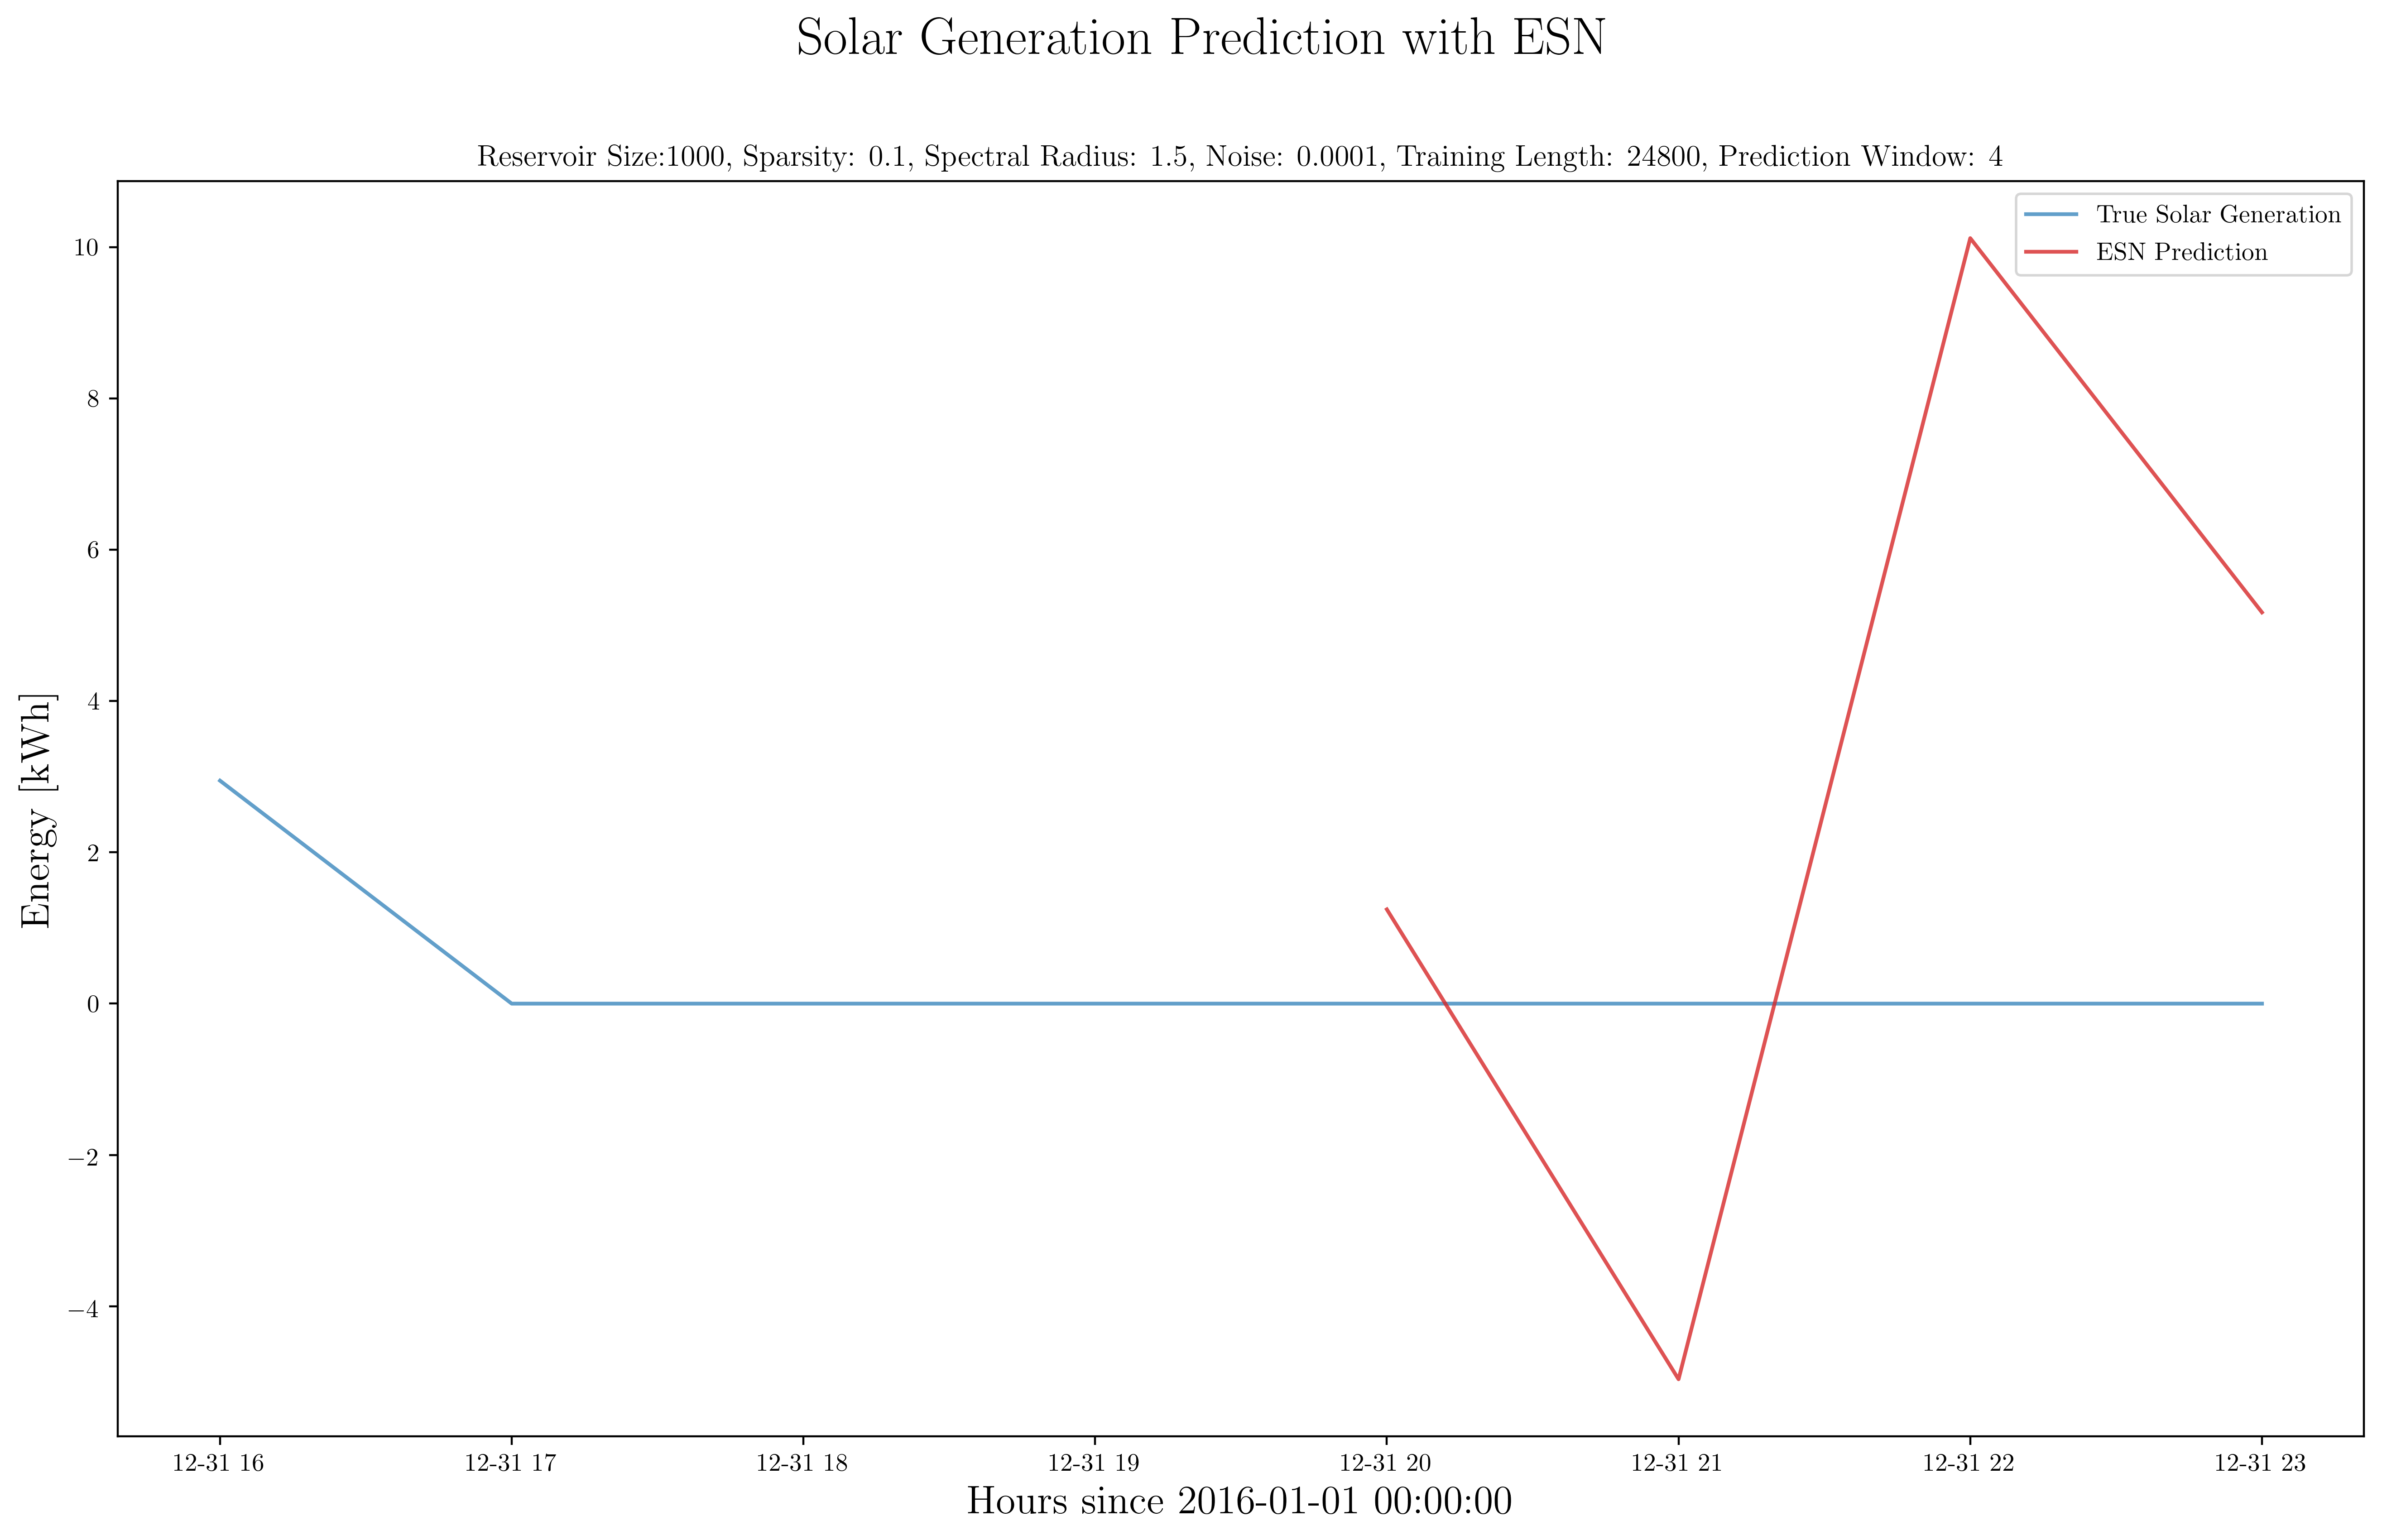 Solar Generation Prediction with ESN
Reservoir Size:1000, Sparsity: 0.1, Spectral Radius: 1.5, Noise: 0.0001, Training Length: 24800, Prediction Window: 4
True Solar Generation
ESN Prediction
Energy [kWh]
10
8
6
4
2
0
−2
−4
12-31 16
12-31 17
12-31 18
12-31 19
12-31 20
12-31 21
12-31 22
12-31 23
Hours since 2016-01-01 00:00:00